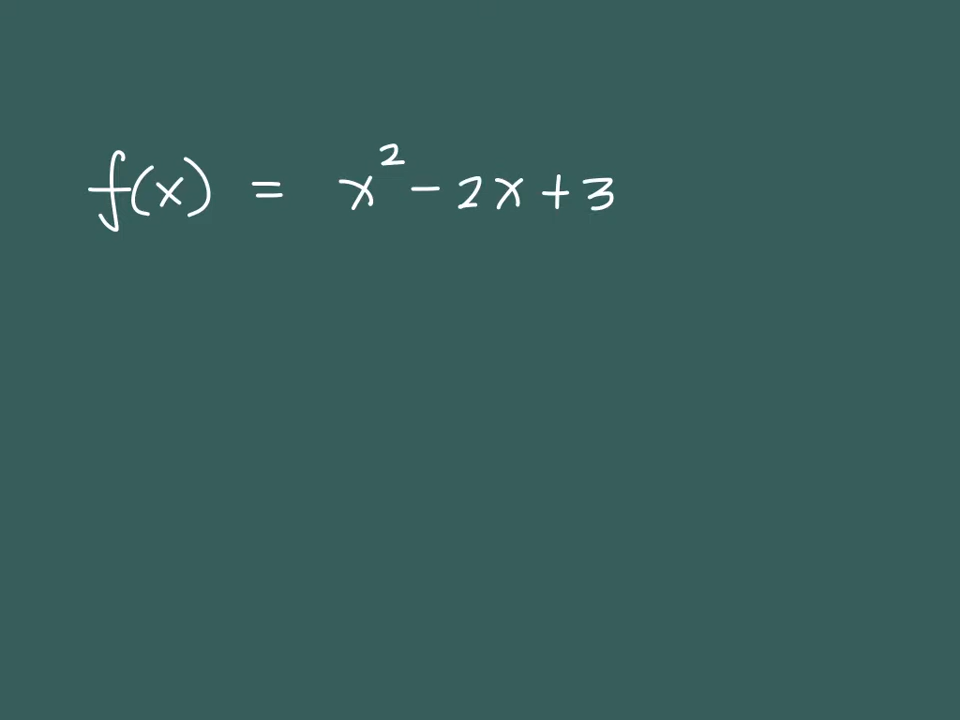 f(x) = x² - 2x + 3